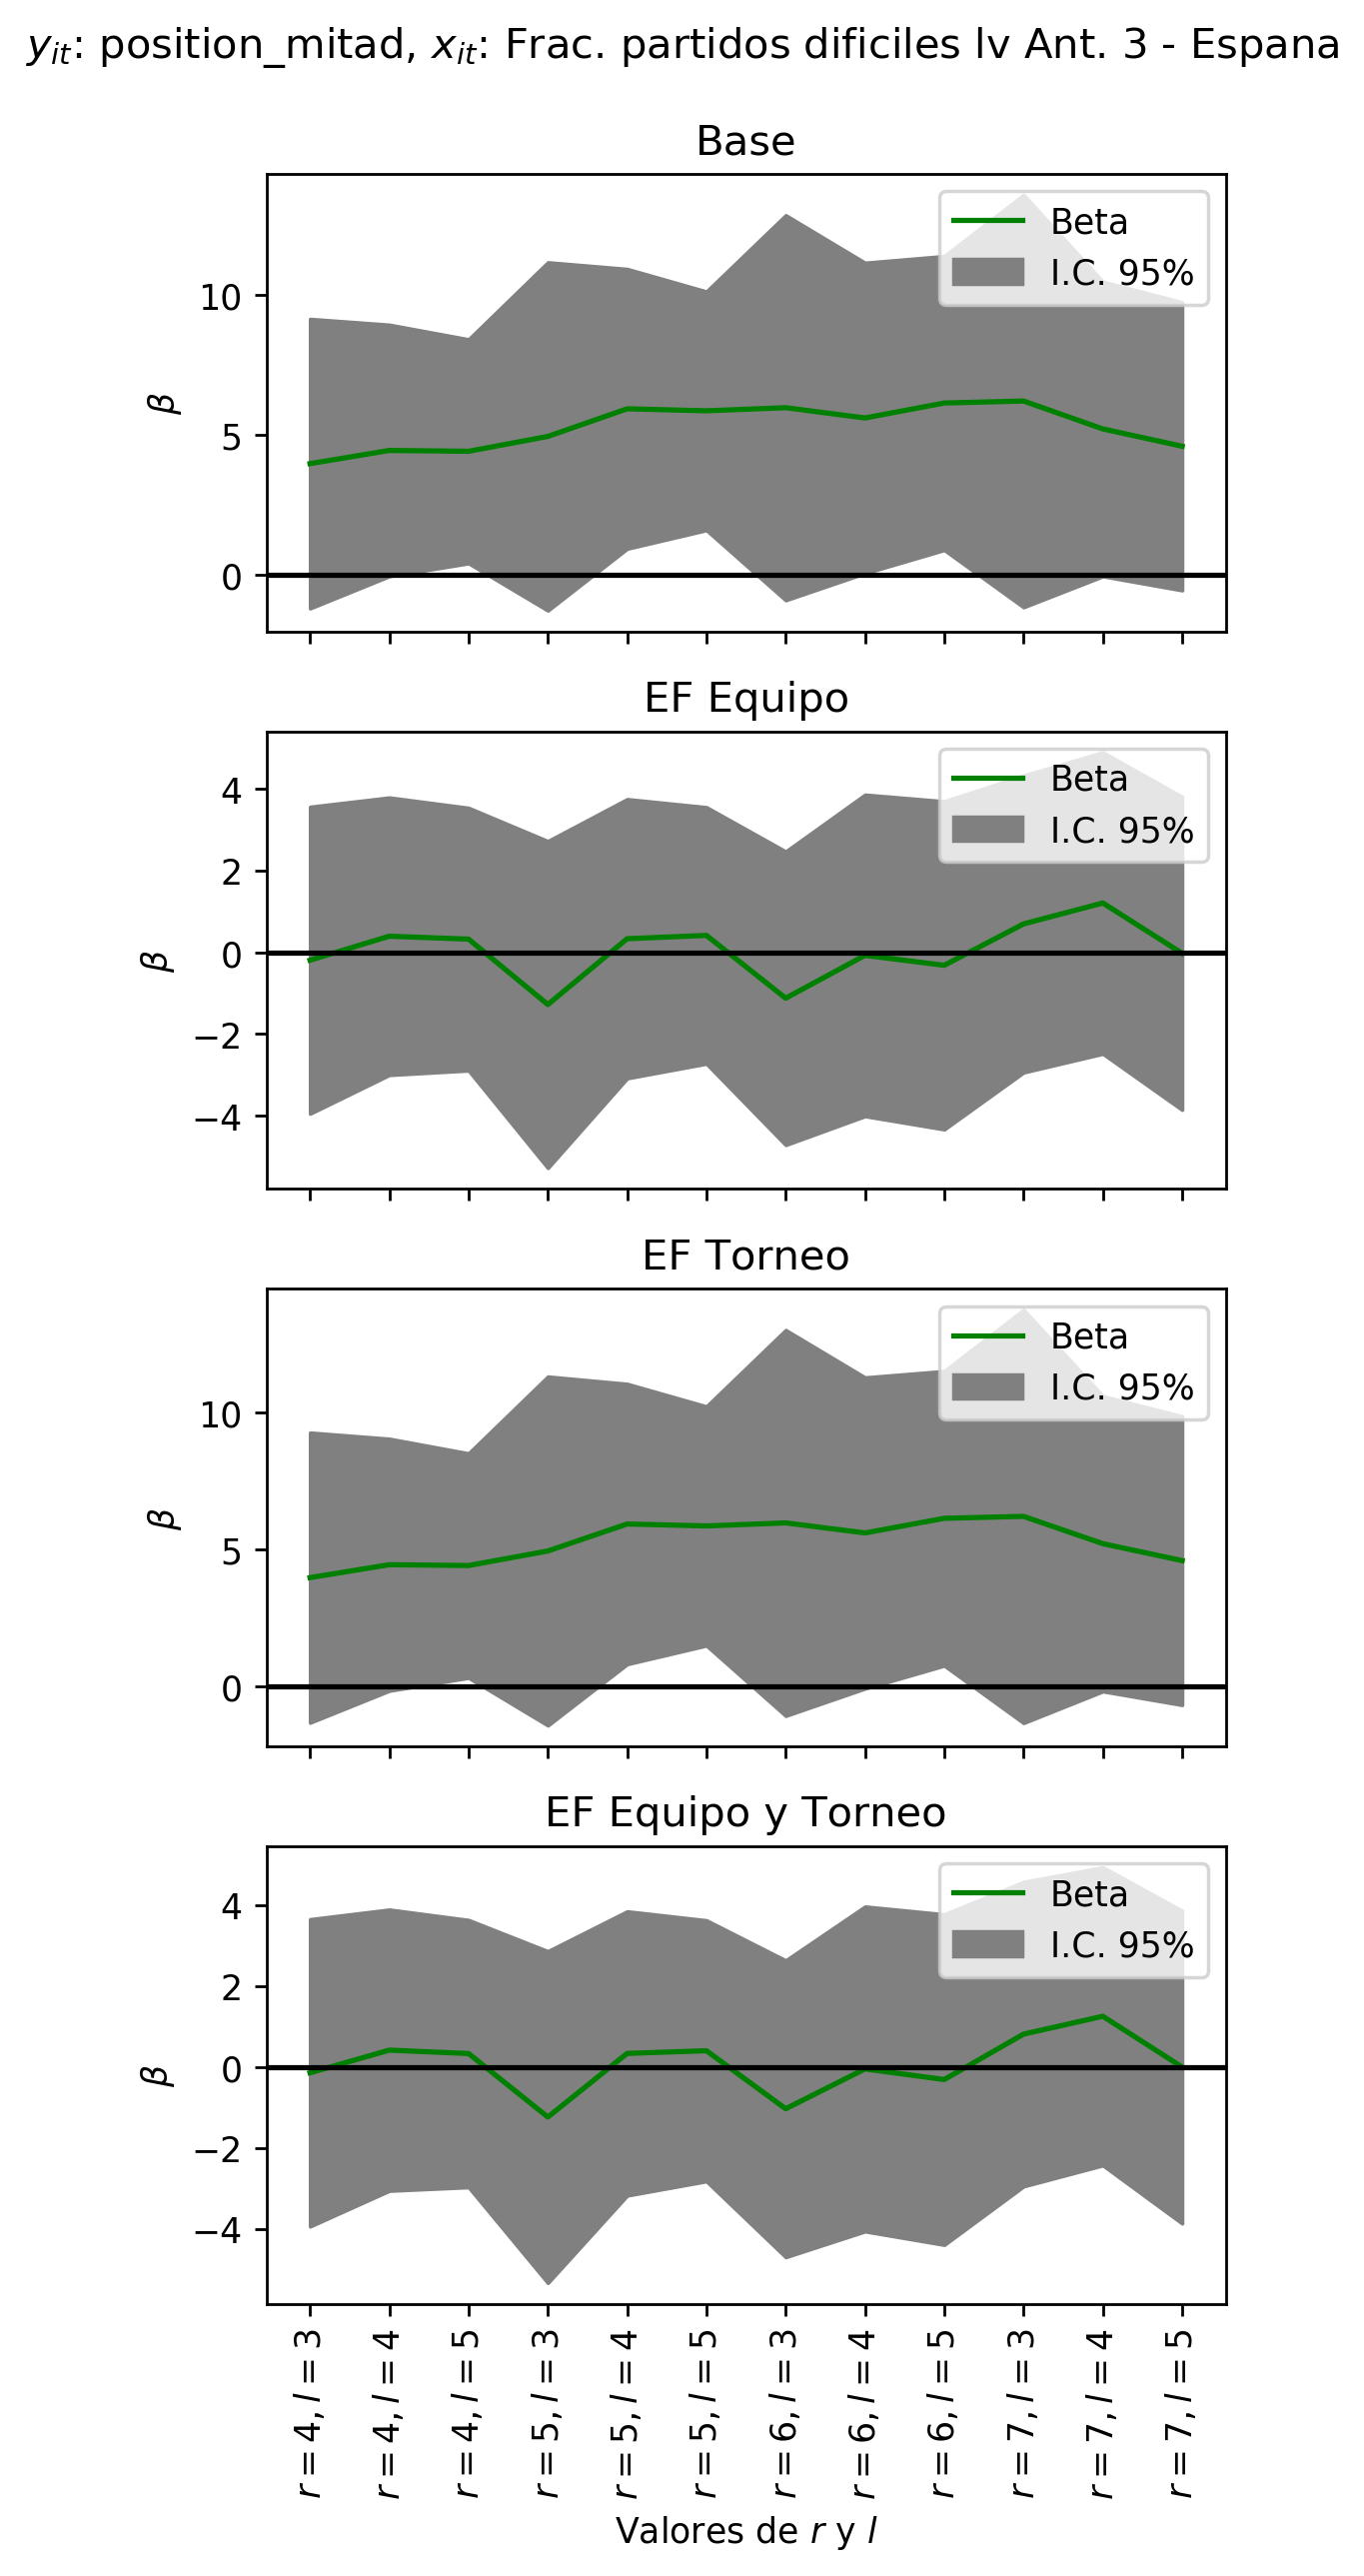 y_it: position_mitad, x_it: Frac. partidos dificiles lv Ant. 3 - Espana
Base
Beta
I.C. 95%
10
5
0
β
EF Equipo
Beta
I.C. 95%
4
2
0
−2
−4
β
EF Torneo
Beta
I.C. 95%
10
5
0
β
EF Equipo y Torneo
Beta
I.C. 95%
4
2
0
−2
−4
β
r = 4, l = 3
r = 4, l = 4
r = 4, l = 5
r = 5, l = 3
r = 5, l = 4
r = 5, l = 5
r = 6, l = 3
r = 6, l = 4
r = 6, l = 5
r = 7, l = 3
r = 7, l = 4
r = 7, l = 5
Valores de r y l